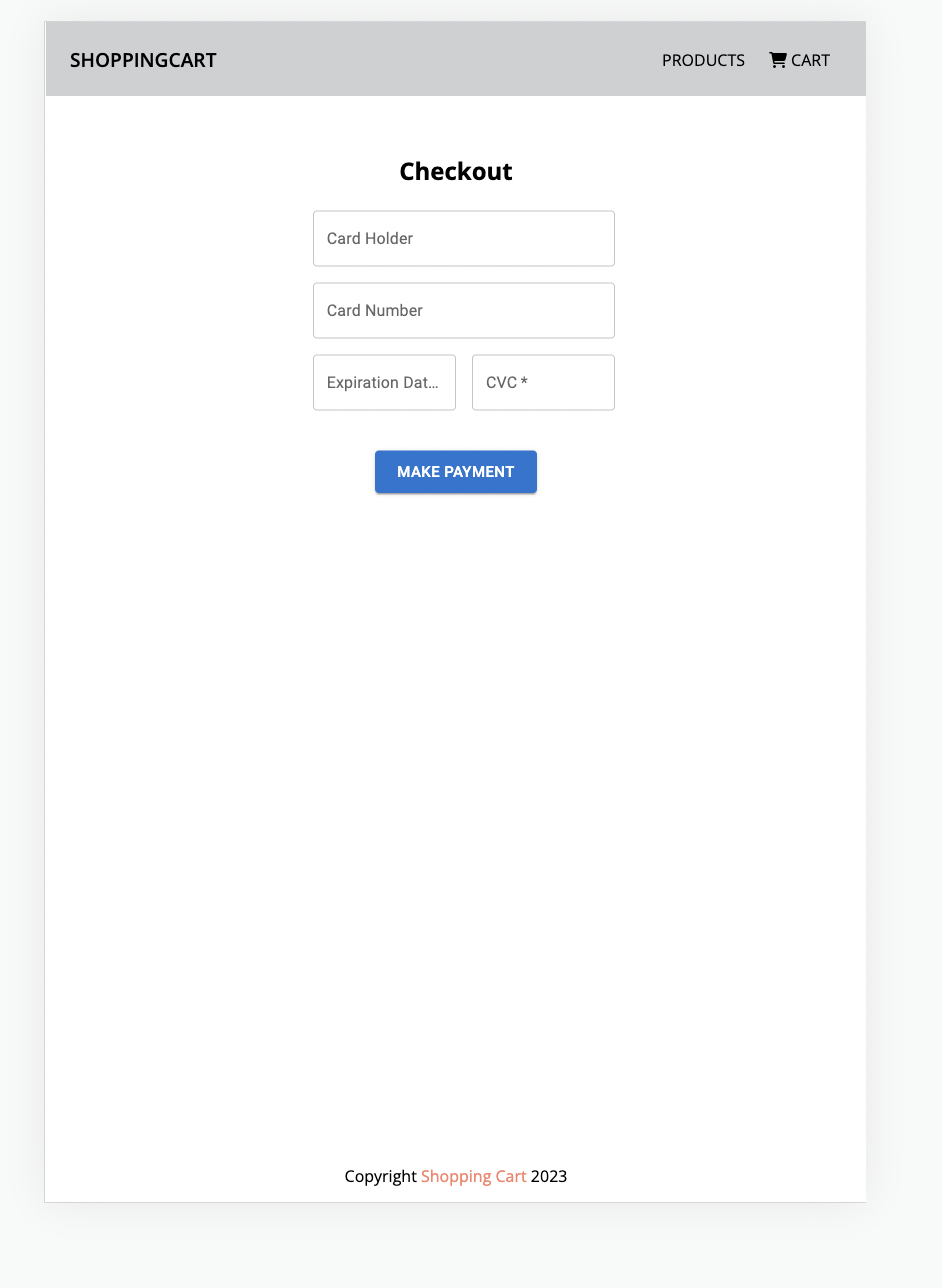 SHOPPINGCART PRODUCTS CART
Checkout
Card Holder
Card Number
Expiration Dat... CVC *
MAKE PAYMENT
Copyright Shopping Cart 2023